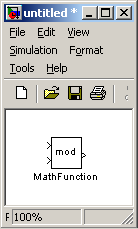 untitled *
File Edit View
Simulation Format
Tools Help
mod
MathFunction
F 100%